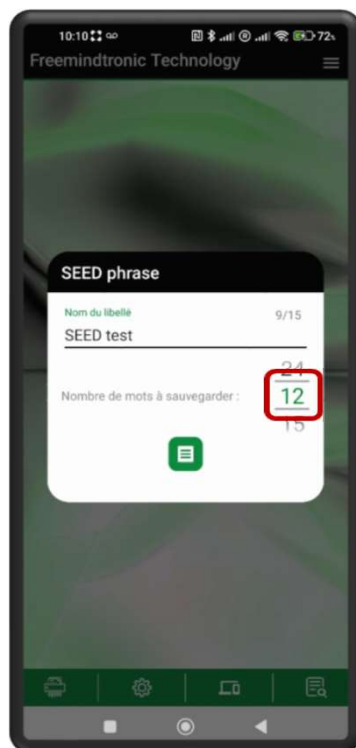 10:10 72%
Freemindtronic Technology
SEED phrase
Nom du libellé 9/15
SEED test
24
Nombre de mots à sauvegarder : 12
15